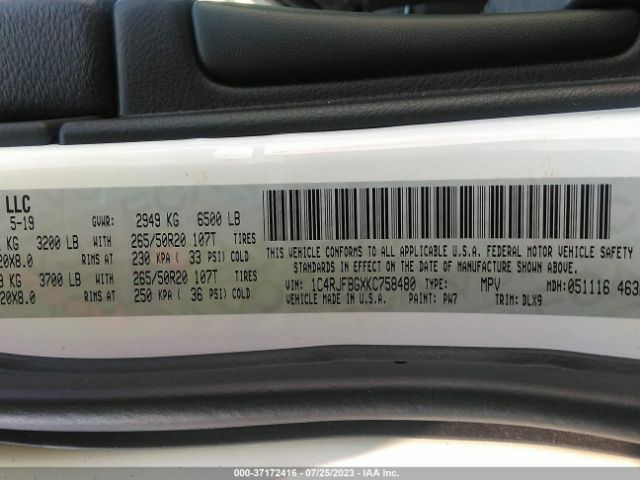 LLC
5-19 GVWR: 2949 KG 6500 LB
KG 3200 LB WITH 265/50R20 107T TIRES
20X8.0 RIMS AT 230 KPA ( 33 PSI) COLD
KG 3700 LB WITH 265/50R20 107T TIRES
20X8.0 RIMS AT 250 KPA ( 36 PSI) COLD
THIS VEHICLE CONFORMS TO ALL APPLICABLE U.S.A. FEDERAL MOTOR VEHICLE SAFETY
STANDARDS IN EFFECT ON THE DATE OF MANUFACTURE SHOWN ABOVE.
VIN: 1C4RJFBGXKC758480 TYPE: MPV MDH: 051116 463
VEHICLE MADE IN U.S.A. PAINT: PW7 TRIM: DLX9
000-37172416 - 07/25/2023 - IAAI, Inc.